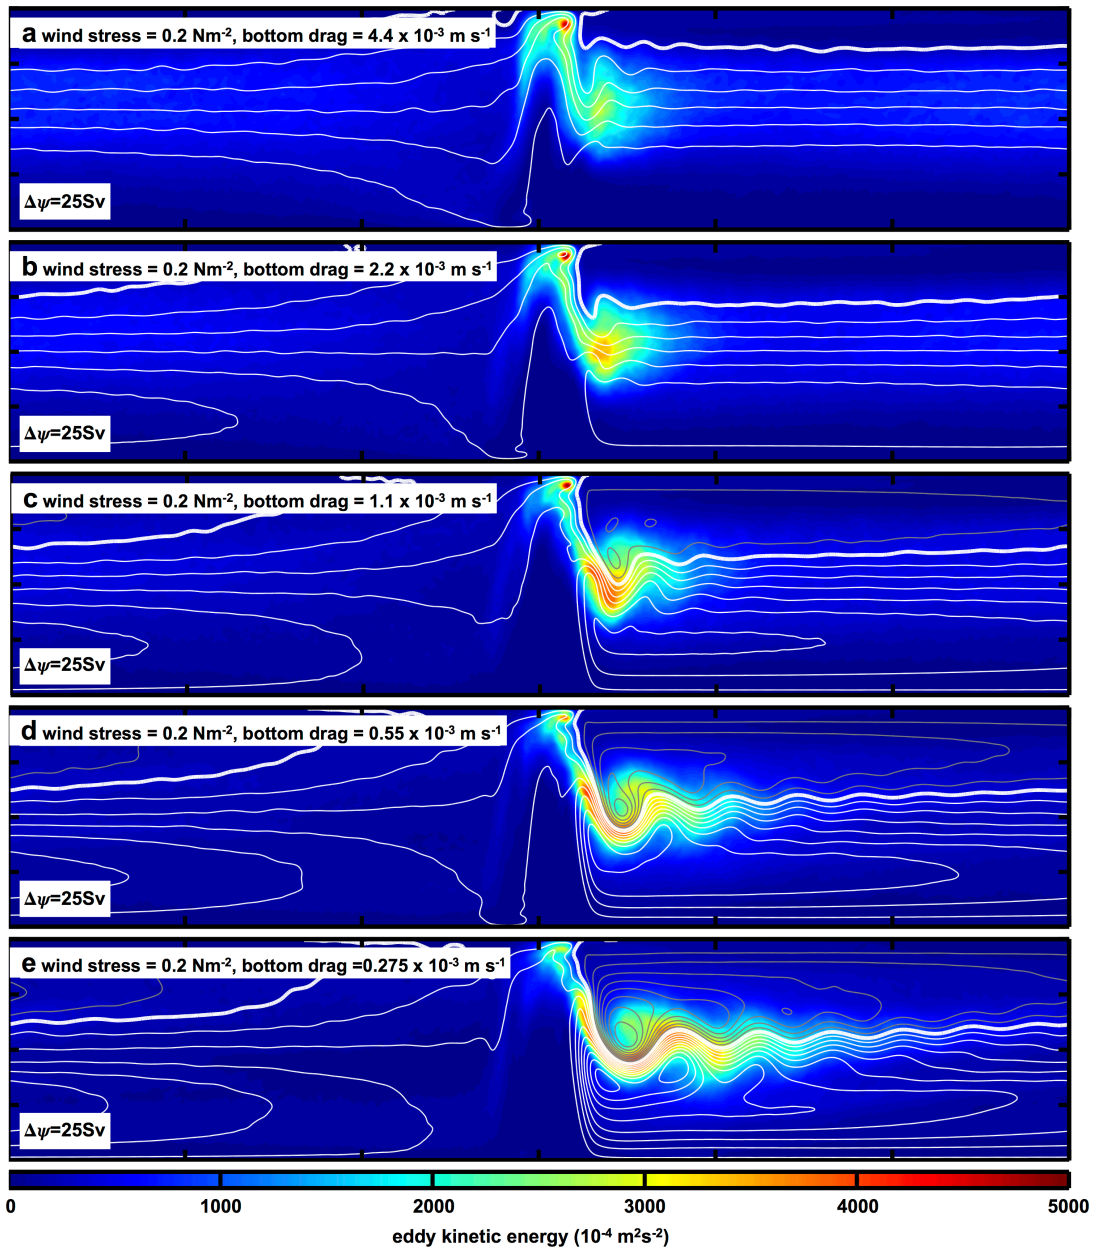 a wind stress = 0.2 Nm⁻², bottom drag = 4.4 x 10⁻³ m s⁻¹
Δψ=25Sv
b wind stress = 0.2 Nm⁻², bottom drag = 2.2 x 10⁻³ m s⁻¹
Δψ=25Sv
c wind stress = 0.2 Nm⁻², bottom drag = 1.1 x 10⁻³ m s⁻¹
Δψ=25Sv
d wind stress = 0.2 Nm⁻², bottom drag = 0.55 x 10⁻³ m s⁻¹
Δψ=25Sv
e wind stress = 0.2 Nm⁻², bottom drag =0.275 x 10⁻³ m s⁻¹
Δψ=25Sv
0 1000 2000 3000 4000 5000
eddy kinetic energy (10⁻⁴ m²s⁻²)